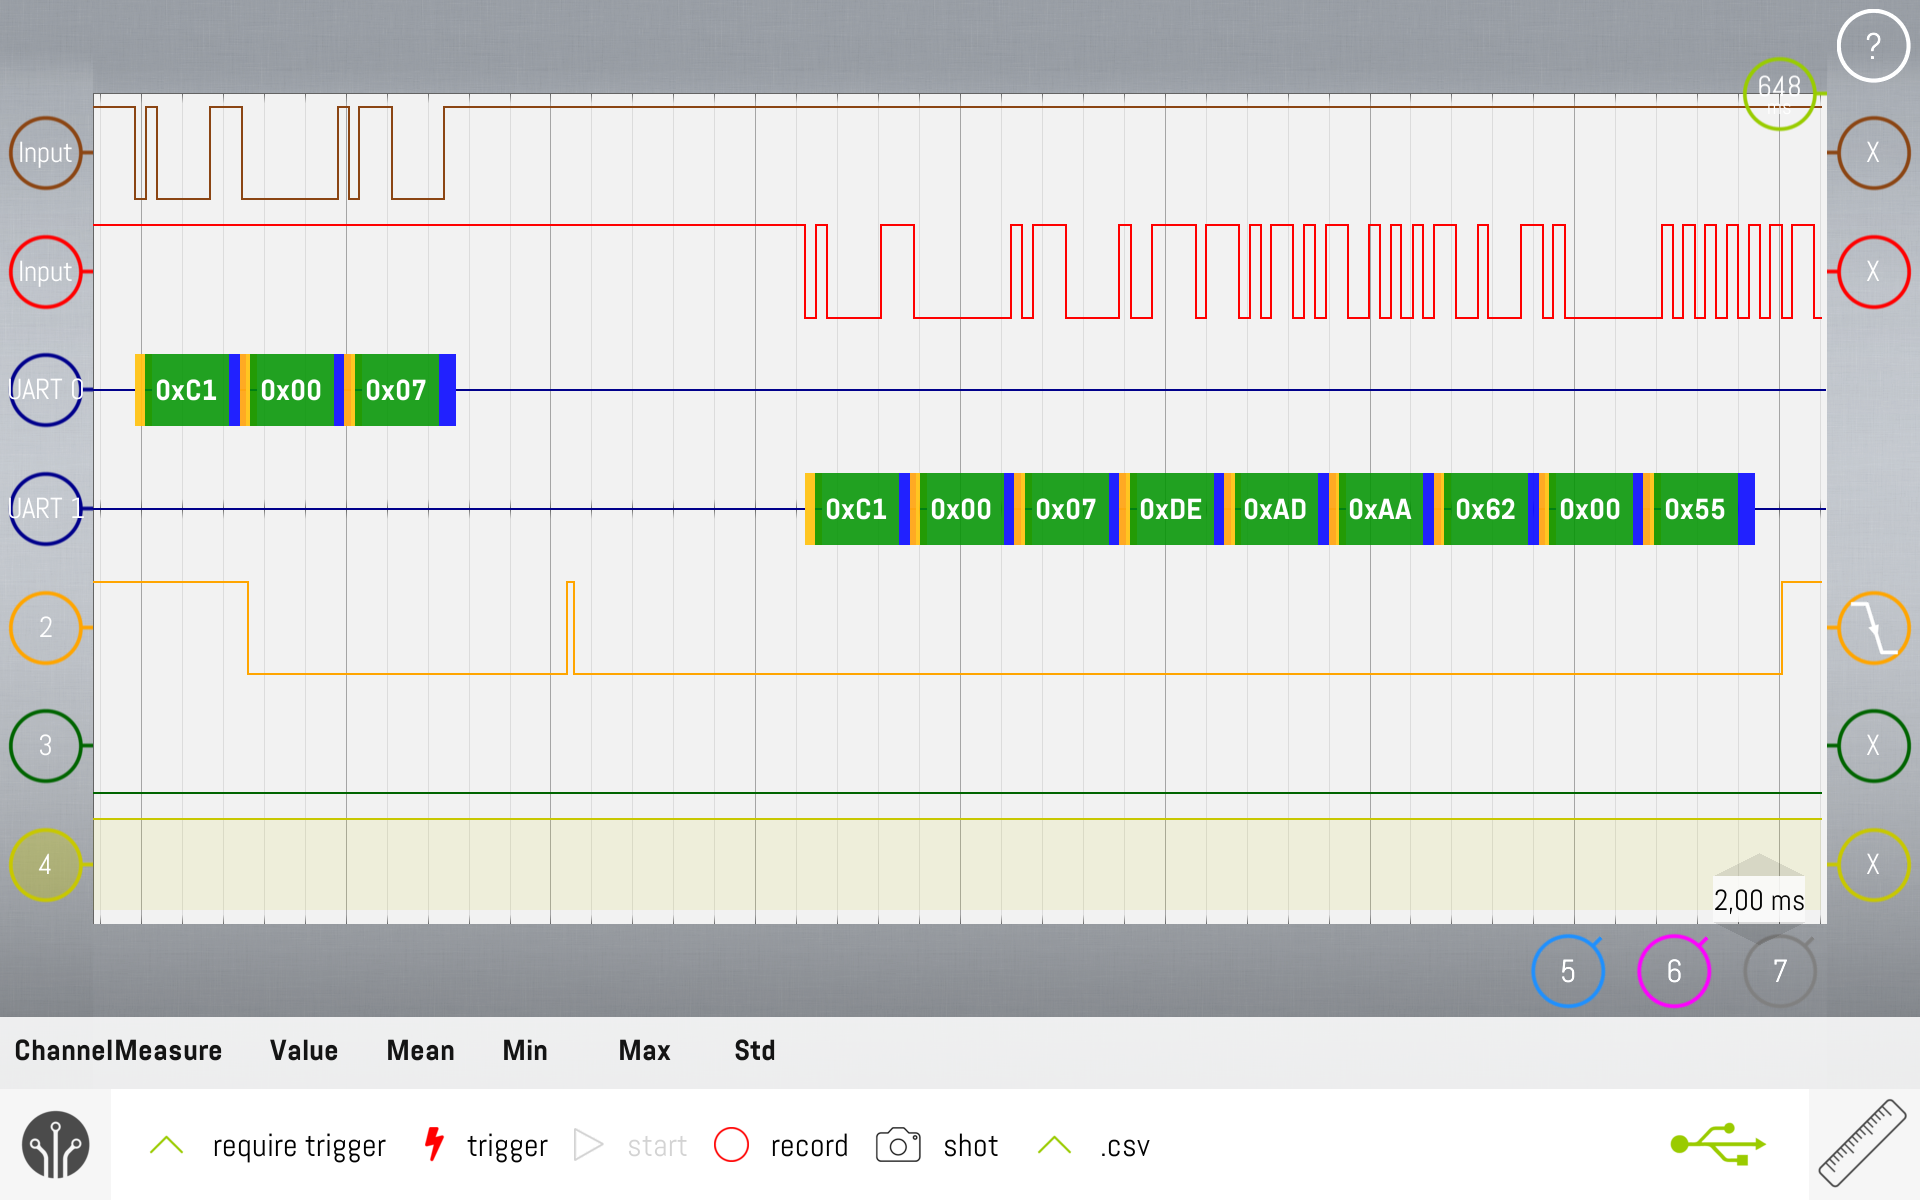 ?
648
Input
X
Input
X
UART 0
0xC1 0x00 0x07
UART 1
0xC1 0x00 0x07 0xDE 0xAD 0xAA 0x62 0x00 0x55
2
3
X
4
X
2,00 ms
5 6 7
Channel Measure Value Mean Min Max Std
require trigger trigger start record shot .csv